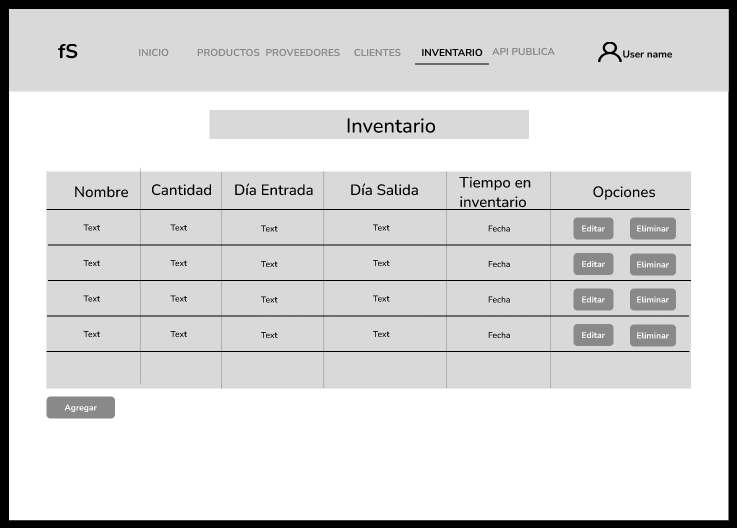 fS INICIO PRODUCTOS PROVEEDORES CLIENTES INVENTARIO API PUBLICA User name
Inventario
Nombre Cantidad Día Entrada Día Salida Tiempo en inventario Opciones
Text Text Text Text Fecha Editar Eliminar
Text Text Text Text Fecha Editar Eliminar
Text Text Text Text Fecha Editar Eliminar
Text Text Text Text Fecha Editar Eliminar
Agregar